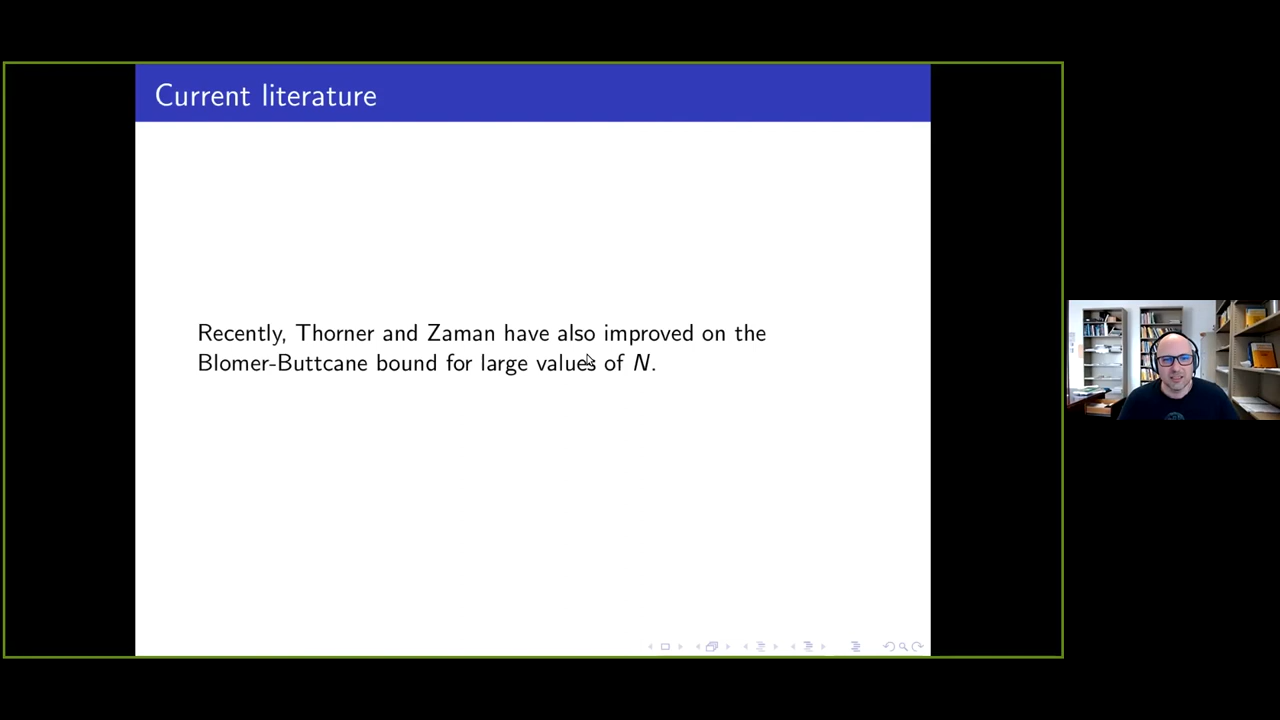 Current literature
Recently, Thorner and Zaman have also improved on the
Blomer-Buttcane bound for large values of N.